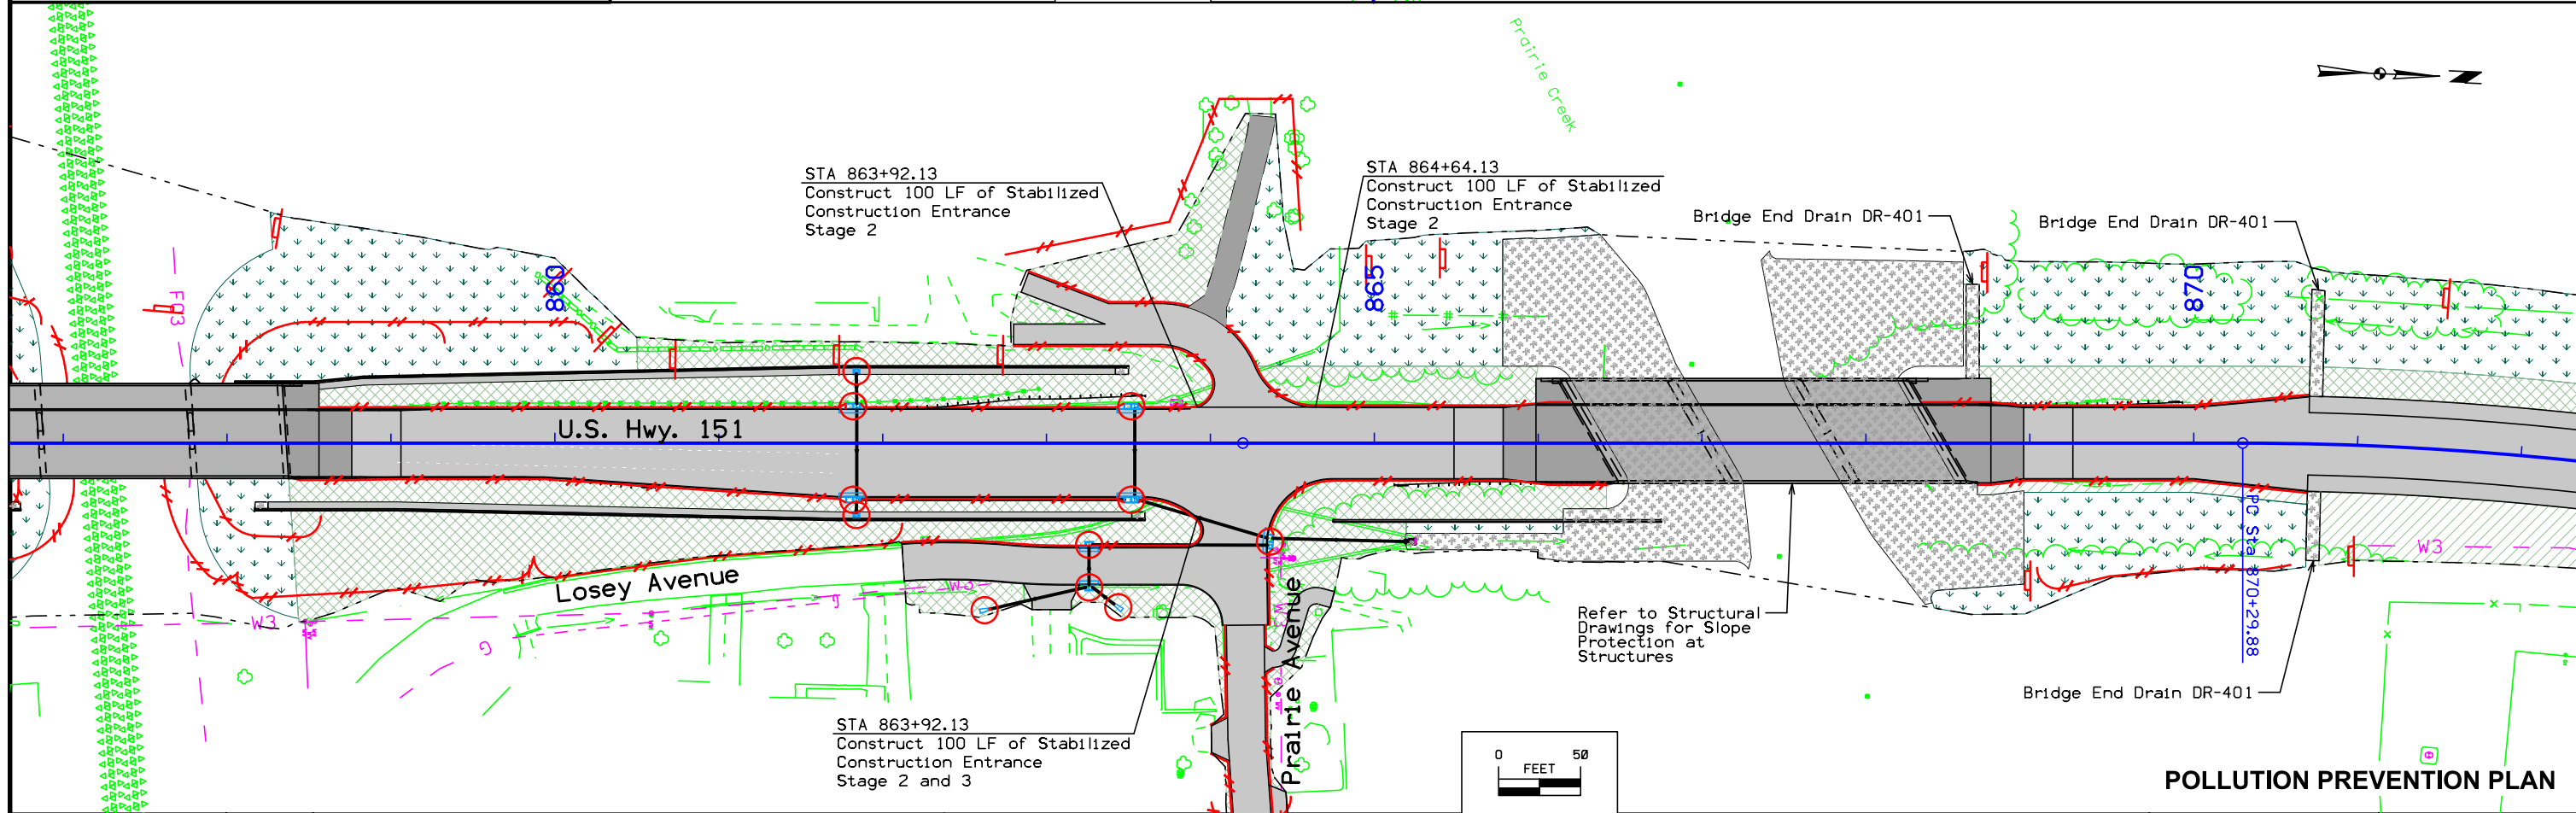 Prairie Creek
N
STA 863+92.13
Construct 100 LF of Stabilized
Construction Entrance
Stage 2
STA 864+64.13
Construct 100 LF of Stabilized
Construction Entrance
Stage 2
Bridge End Drain DR-401
Bridge End Drain DR-401
860
865
870
FO3
U.S. Hwy. 151
Losey Avenue
W3
W3
W3
G
G
Prairie Avenue
PC Sta 870+29.88
Refer to Structural
Drawings for Slope
Protection at
Structures
Bridge End Drain DR-401
STA 863+92.13
Construct 100 LF of Stabilized
Construction Entrance
Stage 2 and 3
0 50
FEET
POLLUTION PREVENTION PLAN